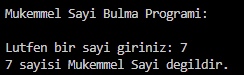 Mukemmel Sayi Bulma Programi:
Lutfen bir sayi giriniz: 7
7 sayisi Mukemmel Sayi degildir.